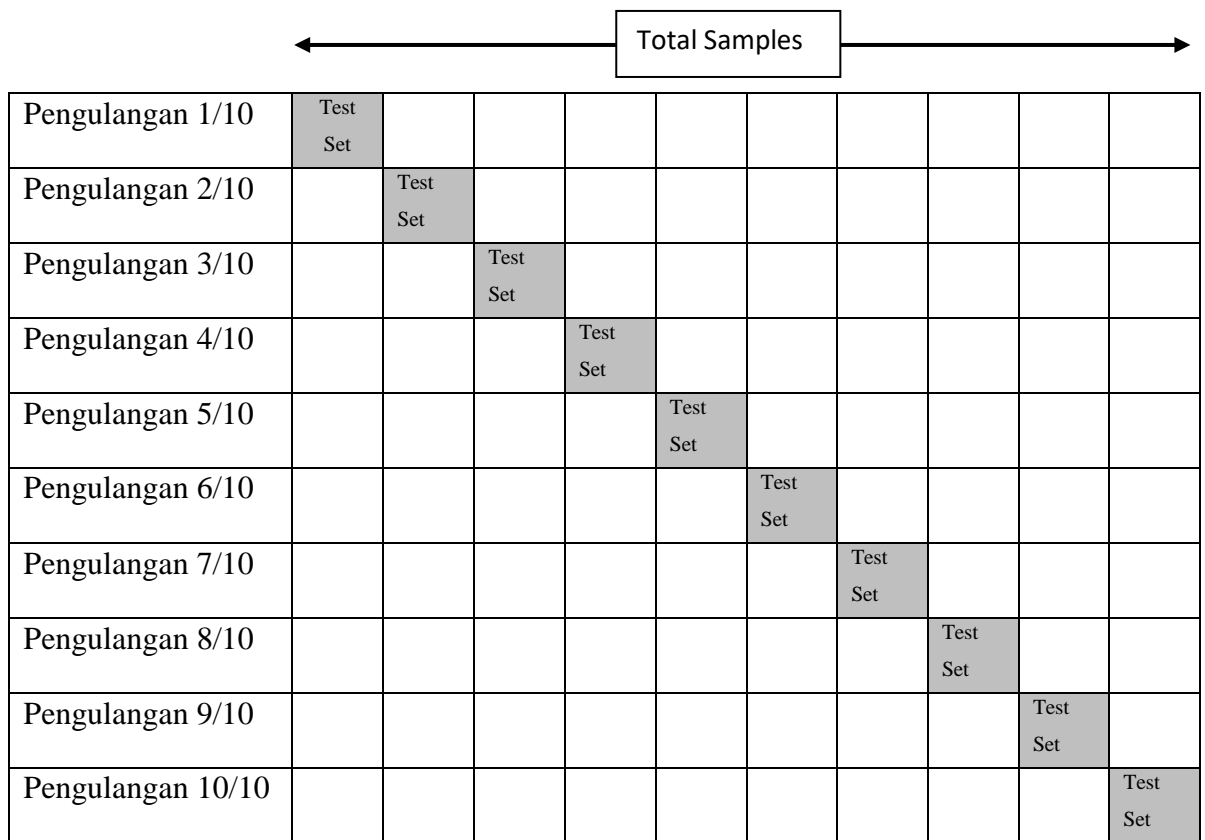 Total Samples
Pengulangan 1/10
Test
Set
Pengulangan 2/10
Test
Set
Pengulangan 3/10
Test
Set
Pengulangan 4/10
Test
Set
Pengulangan 5/10
Test
Set
Pengulangan 6/10
Test
Set
Pengulangan 7/10
Test
Set
Pengulangan 8/10
Test
Set
Pengulangan 9/10
Test
Set
Pengulangan 10/10
Test
Set